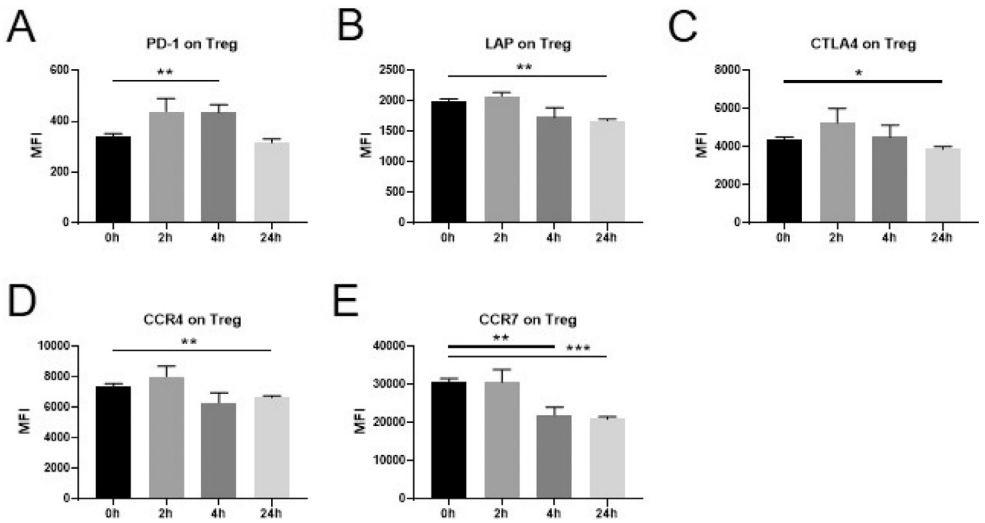 A
PD-1 on Treg
**
MFI
600
400
200
0
0h 2h 4h 24h
B
LAP on Treg
**
MFI
2500
2000
1500
1000
500
0
0h 2h 4h 24h
C
CTLA4 on Treg
*
MFI
8000
6000
4000
2000
0
0h 2h 4h 24h
D
CCR4 on Treg
**
MFI
10000
8000
6000
4000
2000
0
0h 2h 4h 24h
E
CCR7 on Treg
**
***
MFI
40000
30000
20000
10000
0
0h 2h 4h 24h